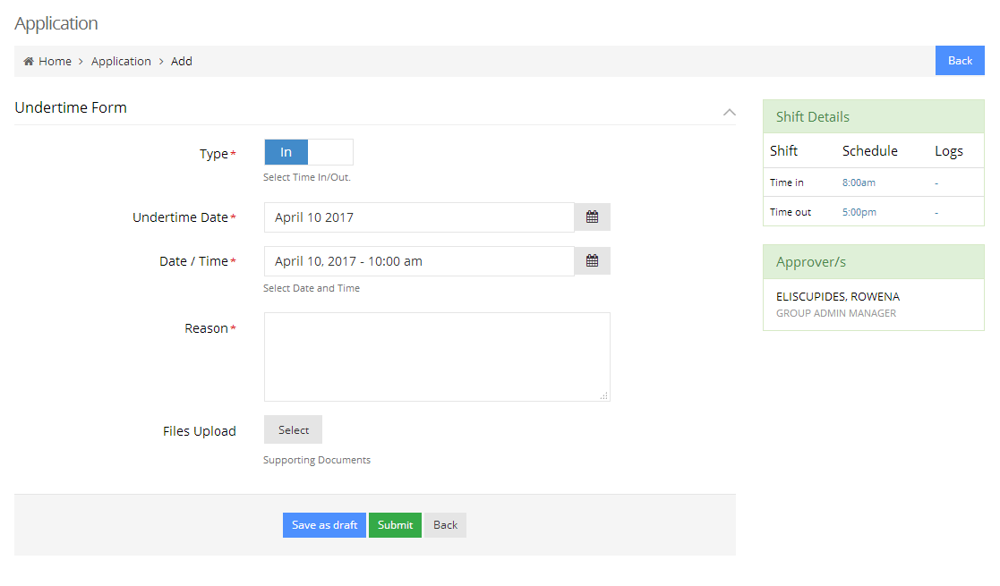 Application
Home > Application > Add
Back
Undertime Form
Type*
In
Select Time In/Out.
Undertime Date*
April 10 2017
Date / Time*
April 10, 2017 - 10:00 am
Select Date and Time
Reason*
Files Upload
Select
Supporting Documents
Save as draft
Submit
Back
Shift Details
Shift Schedule Logs
Time in 8:00am -
Time out 5:00pm -
Approver/s
ELISCUPIDES, ROWENA
GROUP ADMIN MANAGER